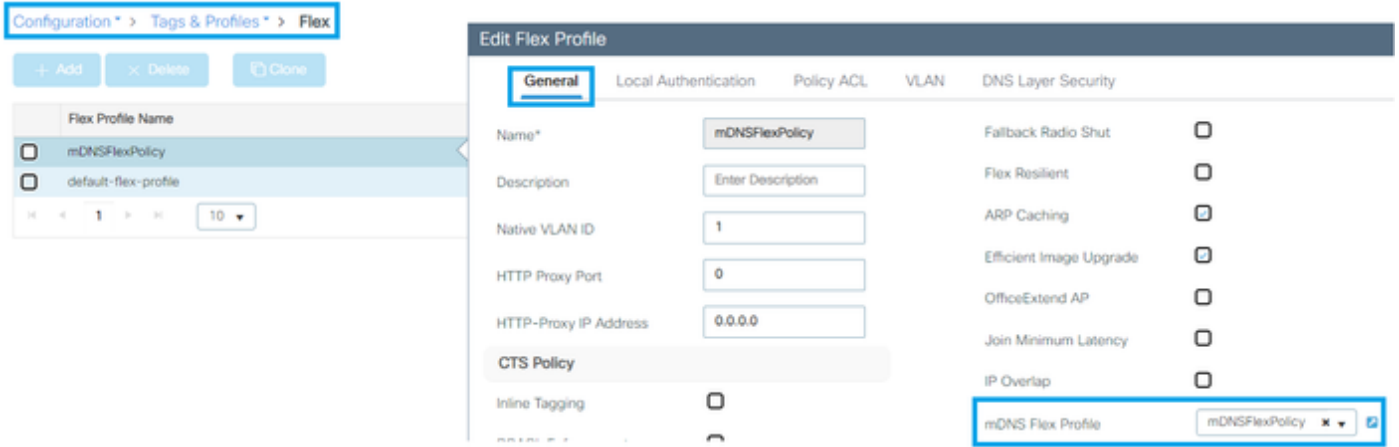 Configuration * > Tags & Profiles * > Flex
+ Add
× Delete
Clone
Flex Profile Name
mDNSFlexPolicy
default-flex-profile
1
10
Edit Flex Profile
General
Local Authentication
Policy ACL
VLAN
DNS Layer Security
Name*
mDNSFlexPolicy
Description
Enter Description
Native VLAN ID
1
HTTP Proxy Port
0
HTTP-Proxy IP Address
0.0.0.0
CTS Policy
Inline Tagging
Fallback Radio Shut
Flex Resilient
ARP Caching
Efficient Image Upgrade
OfficeExtend AP
Join Minimum Latency
IP Overlap
mDNS Flex Profile
mDNSFlexPolicy